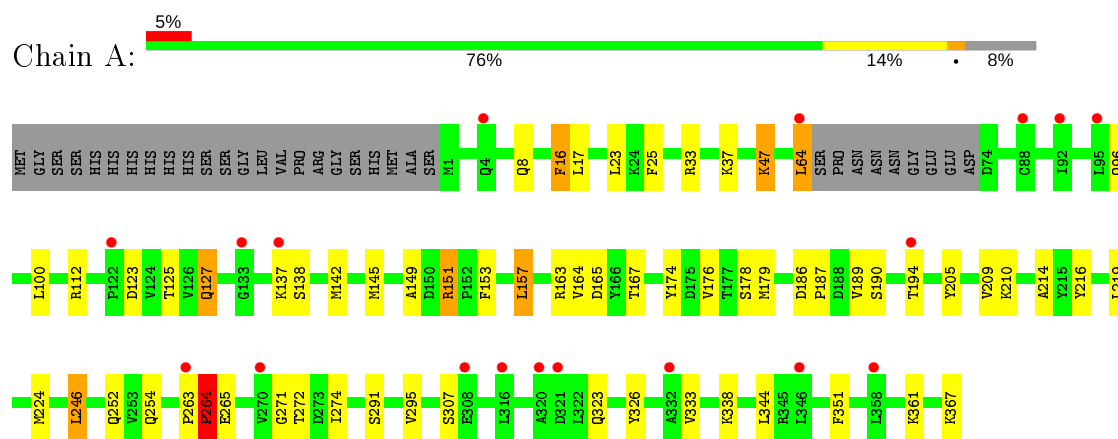 5%
Chain A:
76% 14% • 8%
MET GLY SER SER HIS HIS HIS HIS HIS HIS SER SER GLY LEU VAL PRO ARG GLY SER HIS MET ALA SER M1 Q4 Q8 F16 L17 L23 K24 F25 R33 K37 K47 L64 SER PRO ASN ASN ASN GLY GLU GLU ASP D74 C88 I92 L95 Q96
L100 R112 P122 D123 V124 T125 V126 Q127 G133 K137 S138 M142 M145 A149 D150 R151 P152 F153 L157 R163 V164 D165 Y166 T167 Y174 D175 V176 T177 S178 M179 D186 P187 D188 V189 S190 T194 Y205 V209 K210 A214 Y215 Y216 L219
M224 L246 Q252 V253 Q254 P263 P264 E265 V270 G271 T272 D273 I274 S291 V295 S307 E308 L316 A320 D321 L322 Q323 Y326 A332 V333 K338 L344 R345 L346 F351 L358 K361 K367